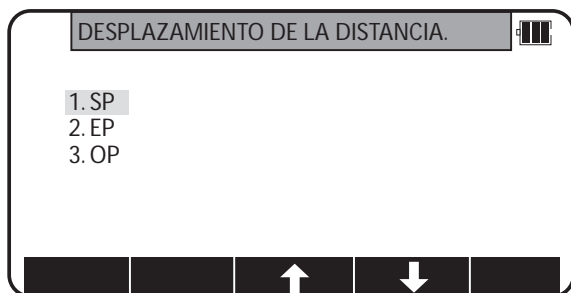 DESPLAZAMIENTO DE LA DISTANCIA.
1. SP
2. EP
3. OP